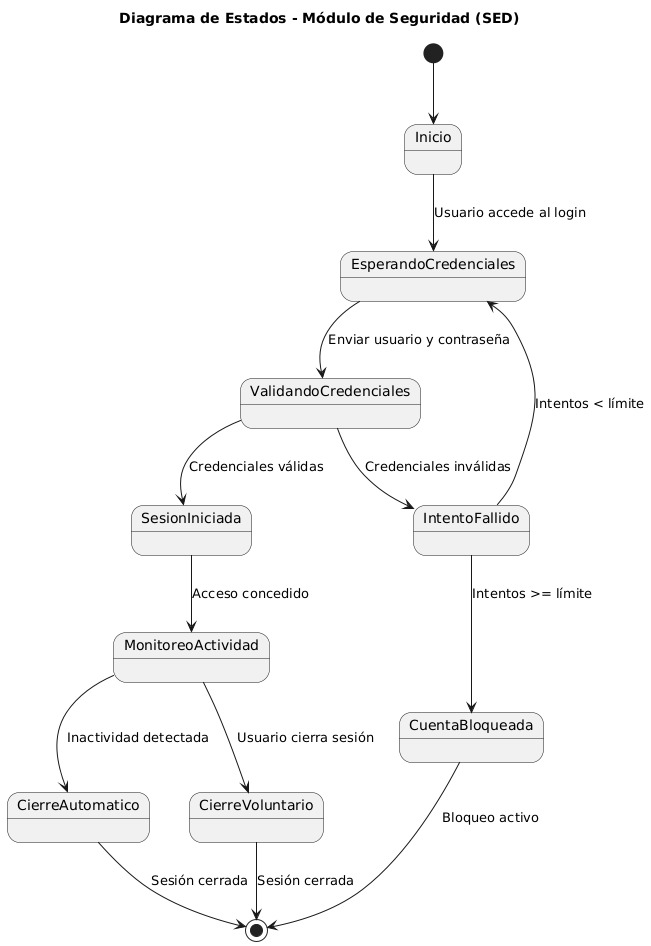 Diagrama de Estados - Módulo de Seguridad (SED)
Inicio
Usuario accede al login
EsperandoCredenciales
Enviar usuario y contraseña
ValidandoCredenciales
Intentos < límite
Credenciales válidas
Credenciales inválidas
SesionIniciada
IntentoFallido
Acceso concedido
Intentos >= límite
MonitoreoActividad
Inactividad detectada
Usuario cierra sesión
CuentaBloqueada
CierreAutomatico
CierreVoluntario
Bloqueo activo
Sesión cerrada
Sesión cerrada